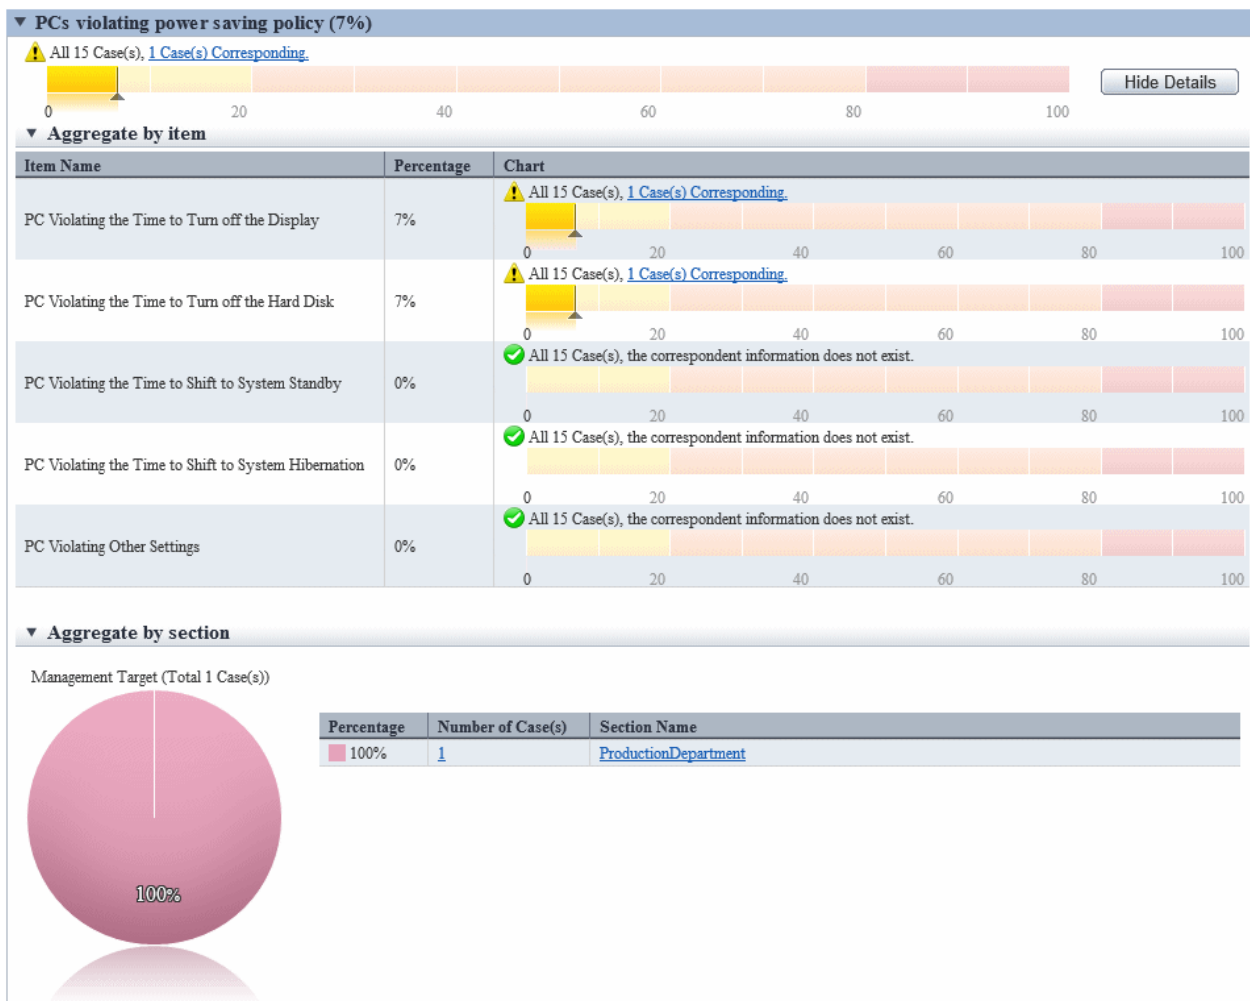 ▼ PCs violating power saving policy (7%)
All 15 Case(s), 1 Case(s) Corresponding.
Hide Details
0 20 40 60 80 100
▼ Aggregate by item
Item Name Percentage Chart
All 15 Case(s), 1 Case(s) Corresponding.
PC Violating the Time to Turn off the Display 7%
0 20 40 60 80 100
All 15 Case(s), 1 Case(s) Corresponding.
PC Violating the Time to Turn off the Hard Disk 7%
0 20 40 60 80 100
All 15 Case(s), the correspondent information does not exist.
PC Violating the Time to Shift to System Standby 0%
0 20 40 60 80 100
All 15 Case(s), the correspondent information does not exist.
PC Violating the Time to Shift to System Hibernation 0%
0 20 40 60 80 100
All 15 Case(s), the correspondent information does not exist.
PC Violating Other Settings 0%
0 20 40 60 80 100
▼ Aggregate by section
Management Target (Total 1 Case(s))
Percentage Number of Case(s) Section Name
100% 1 ProductionDepartment
100%